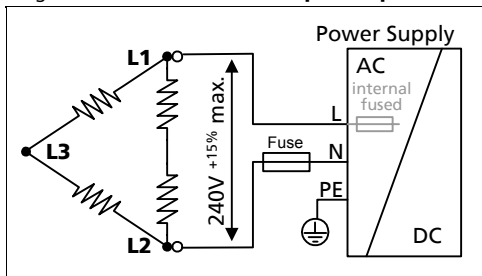 Power Supply
L1
AC
internal
fused
L
240V +15% max.
Fuse
N
L3
PE
L2
DC